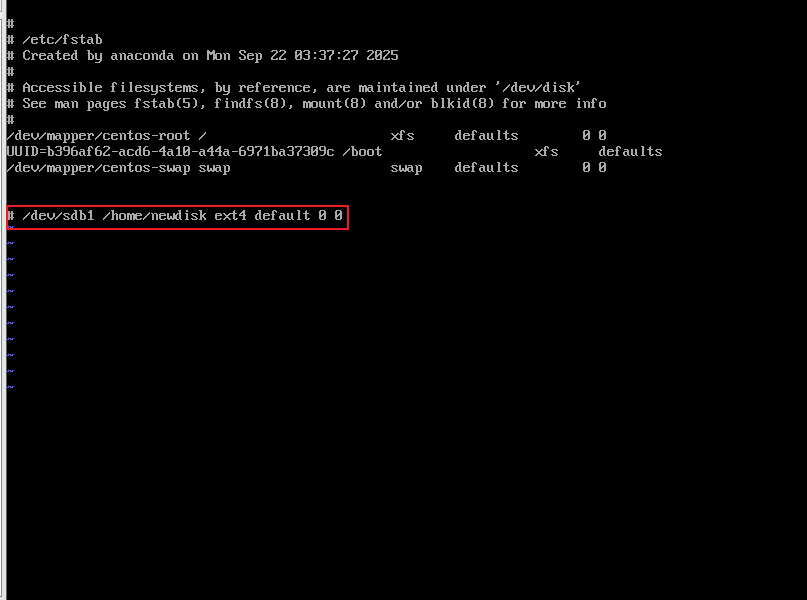 #
# /etc/fstab
# Created by anaconda on Mon Sep 22 03:37:27 2025
#
# Accessible filesystems, by reference, are maintained under '/dev/disk'
# See man pages fstab(5), findfs(8), mount(8) and/or blkid(8) for more info
#
/dev/mapper/centos-root / xfs defaults 0 0
UUID=b396af62-acd6-4a10-a44a-6971ba37309c /boot xfs defaults
/dev/mapper/centos-swap swap swap defaults 0 0
# /dev/sdb1 /home/newdisk ext4 default 0 0
~
~
~
~
~
~
~
~
~
~
~